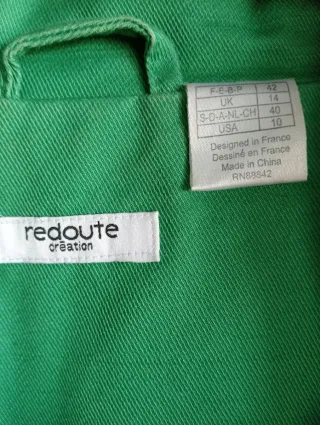 F-E-B-P 42
UK 14
S-D-A-NL-CH 40
USA 10
Designed in France
Dessiné en France
Made in China
RN88542
redoute
création